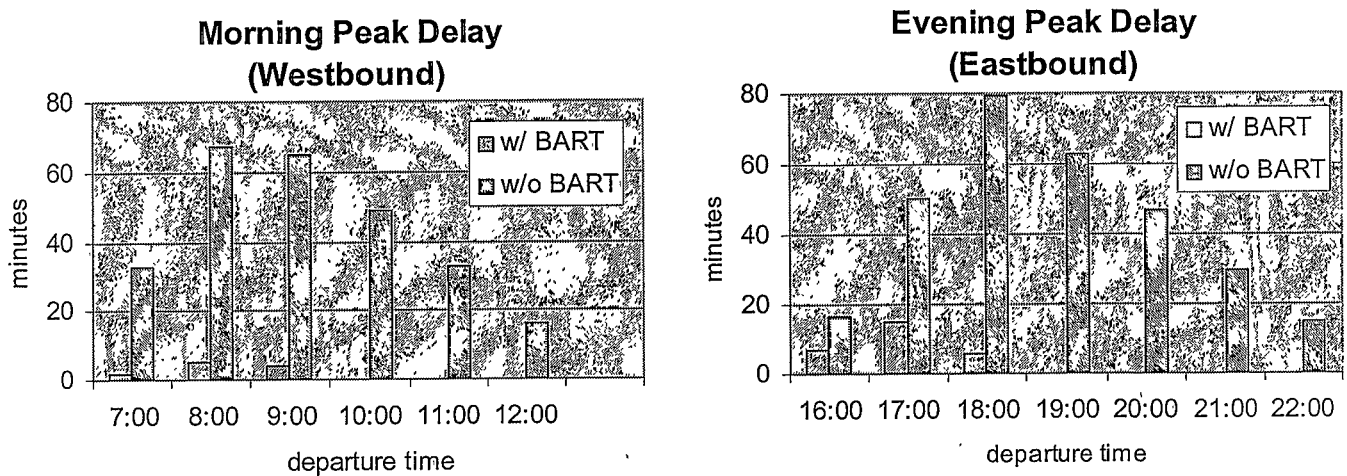 Morning Peak Delay
(Westbound)
80
60
40
20
0
minutes
w/ BART
w/o BART
7:00 8:00 9:00 10:00 11:00 12:00
departure time
Evening Peak Delay
(Eastbound)
80
60
40
20
0
minutes
w/ BART
w/o BART
16:00 17:00 18:00 19:00 20:00 21:00 22:00
departure time